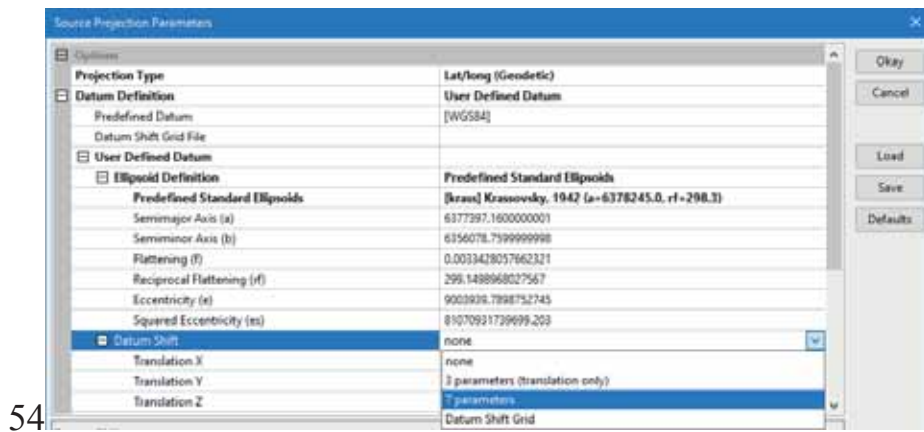 Source Projection Parameters
Options
Projection Type Lat/long (Geodetic)
Datum Definition User Defined Datum
Predefined Datum [WGS84]
Datum Shift Grid File
User Defined Datum
Ellipsoid Definition Predefined Standard Ellipsoids
Predefined Standard Ellipsoids [krass] Krassovsky, 1942 (a=6378245.0, rf=298.3)
Semimajor Axis (a) 6377397.1600000001
Semiminor Axis (b) 6356078.7599999998
Flattening (f) 0.0033428057662321
Reciprocal Flattening (rf) 299.1498968027567
Eccentricity (e) 9003939.7898752745
Squared Eccentricity (es) 81070931739699.203
Datum Shift none
Translation X none
Translation Y 3 parameters (translation only)
Translation Z 7 parameters
Datum Shift Grid
Okay
Cancel
Load
Save
Defaults
54